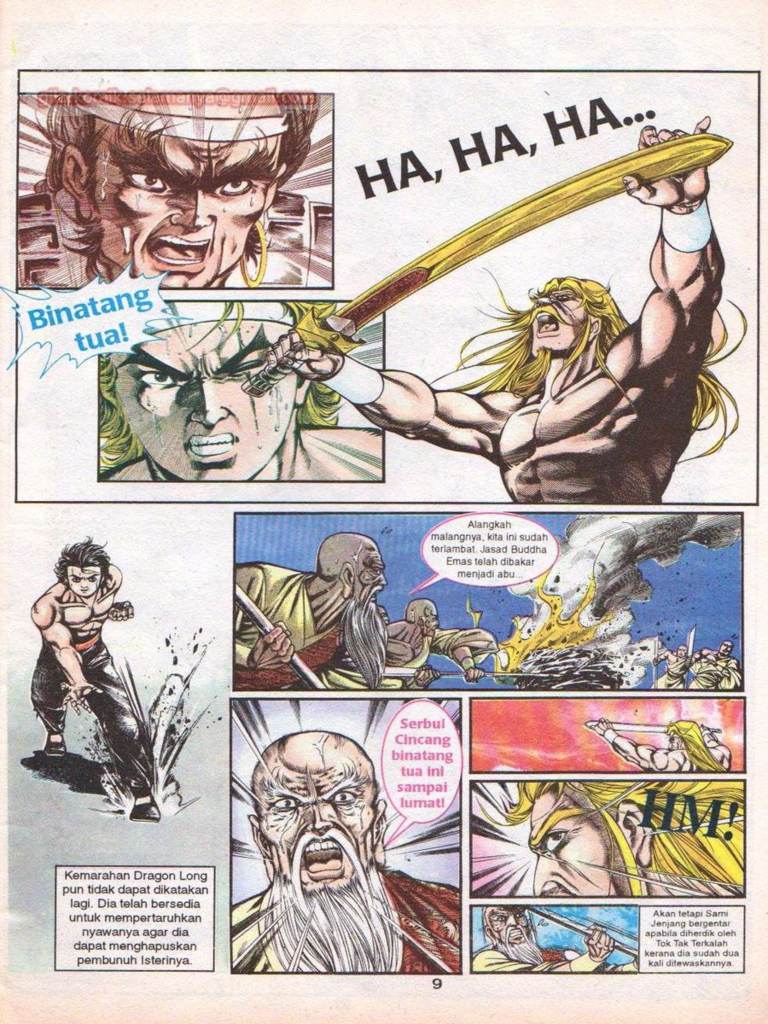 HA, HA, HA...
Binatang
tua!
Alangkah
malangnya, kita ini sudah
terlambat. Jasad Buddha
Emas telah dibakar
menjadi abu...
Serbu!
Cincang
binatang
tua ini
sampai
lumat!
HM!
Kemarahan Dragon Long
pun tidak dapat dikatakan
lagi. Dia telah bersedia
untuk mempertaruhkan
nyawanya agar dia
dapat menghapuskan
pembunuh Isterinya.
Akan tetapi Sami
Jenjang bergentar
apabila diherdik oleh
Tok Tak Terkalah
kerana dia sudah dua
kali ditewaskannya.
9